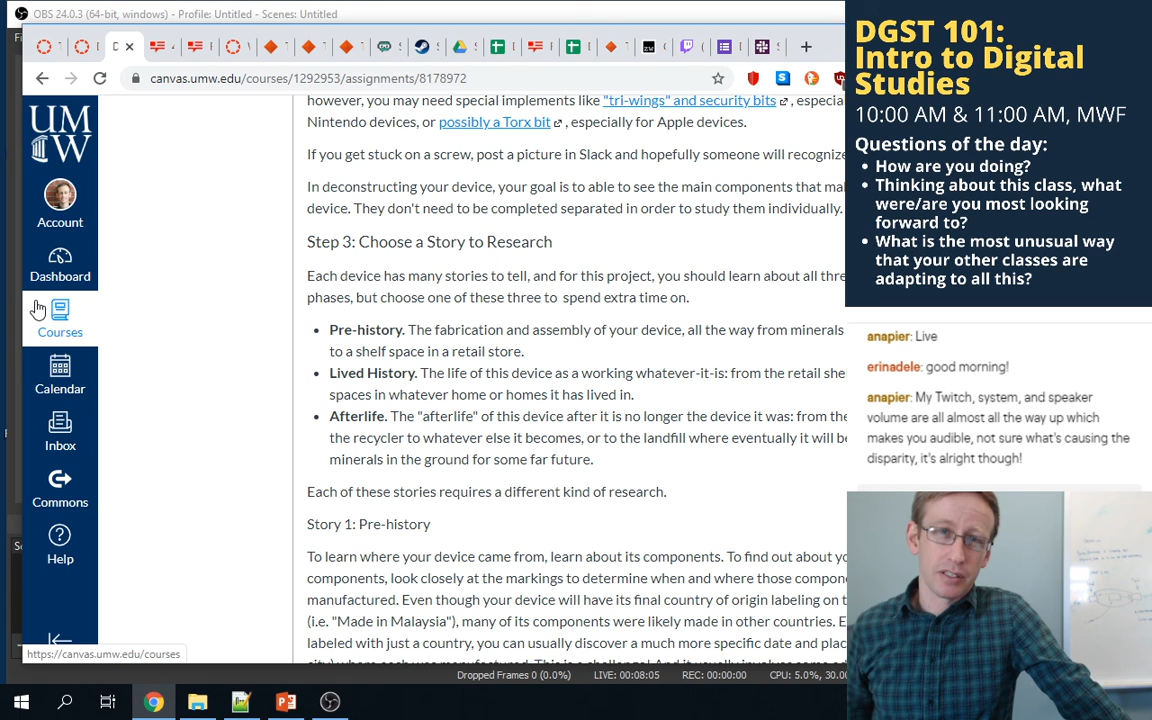 OBS 24.0.3 (64-bit, windows) - Profile: Untitled - Scenes: Untitled
canvas.umw.edu/courses/1292953/assignments/8178972
UMW
Account
Dashboard
Courses
Calendar
Inbox
Commons
Help
however, you may need special implements like "tri-wings" and security bits , especia
Nintendo devices, or possibly a Torx bit , especially for Apple devices.
If you get stuck on a screw, post a picture in Slack and hopefully someone will recogniz
In deconstructing your device, your goal is to able to see the main components that mal
device. They don't need to be completed separated in order to study them individually.
Step 3: Choose a Story to Research
Each device has many stories to tell, and for this project, you should learn about all thre
phases, but choose one of these three to spend extra time on.
• Pre-history. The fabrication and assembly of your device, all the way from minerals
to a shelf space in a retail store.
• Lived History. The life of this device as a working whatever-it-is: from the retail she
spaces in whatever home or homes it has lived in.
• Afterlife. The "afterlife" of this device after it is no longer the device it was: from the
the recycler to whatever else it becomes, or to the landfill where eventually it will be
minerals in the ground for some far future.
Each of these stories requires a different kind of research.
Story 1: Pre-history
To learn where your device came from, learn about its components. To find out about yo
components, look closely at the markings to determine when and where those compon
manufactured. Even though your device will have its final country of origin labeling on t
(i.e. "Made in Malaysia"), many of its components were likely made in other countries. E
labeled with just a country, you can usually discover a much more specific date and plac
https://canvas.umw.edu/courses
Dropped Frames 0 (0.0%) LIVE: 00:08:05 REC: 00:00:00 CPU: 5.0%, 30.00
DGST 101:
Intro to Digital
Studies
10:00 AM & 11:00 AM, MWF
Questions of the day:
• How are you doing?
• Thinking about this class, what
were/are you most looking
forward to?
• What is the most unusual way
that your other classes are
adapting to all this?
anapier: Live
erinadele: good morning!
anapier: My Twitch, system, and speaker
volume are all almost all the way up which
makes you audible, not sure what's causing the
disparity, it's alright though!